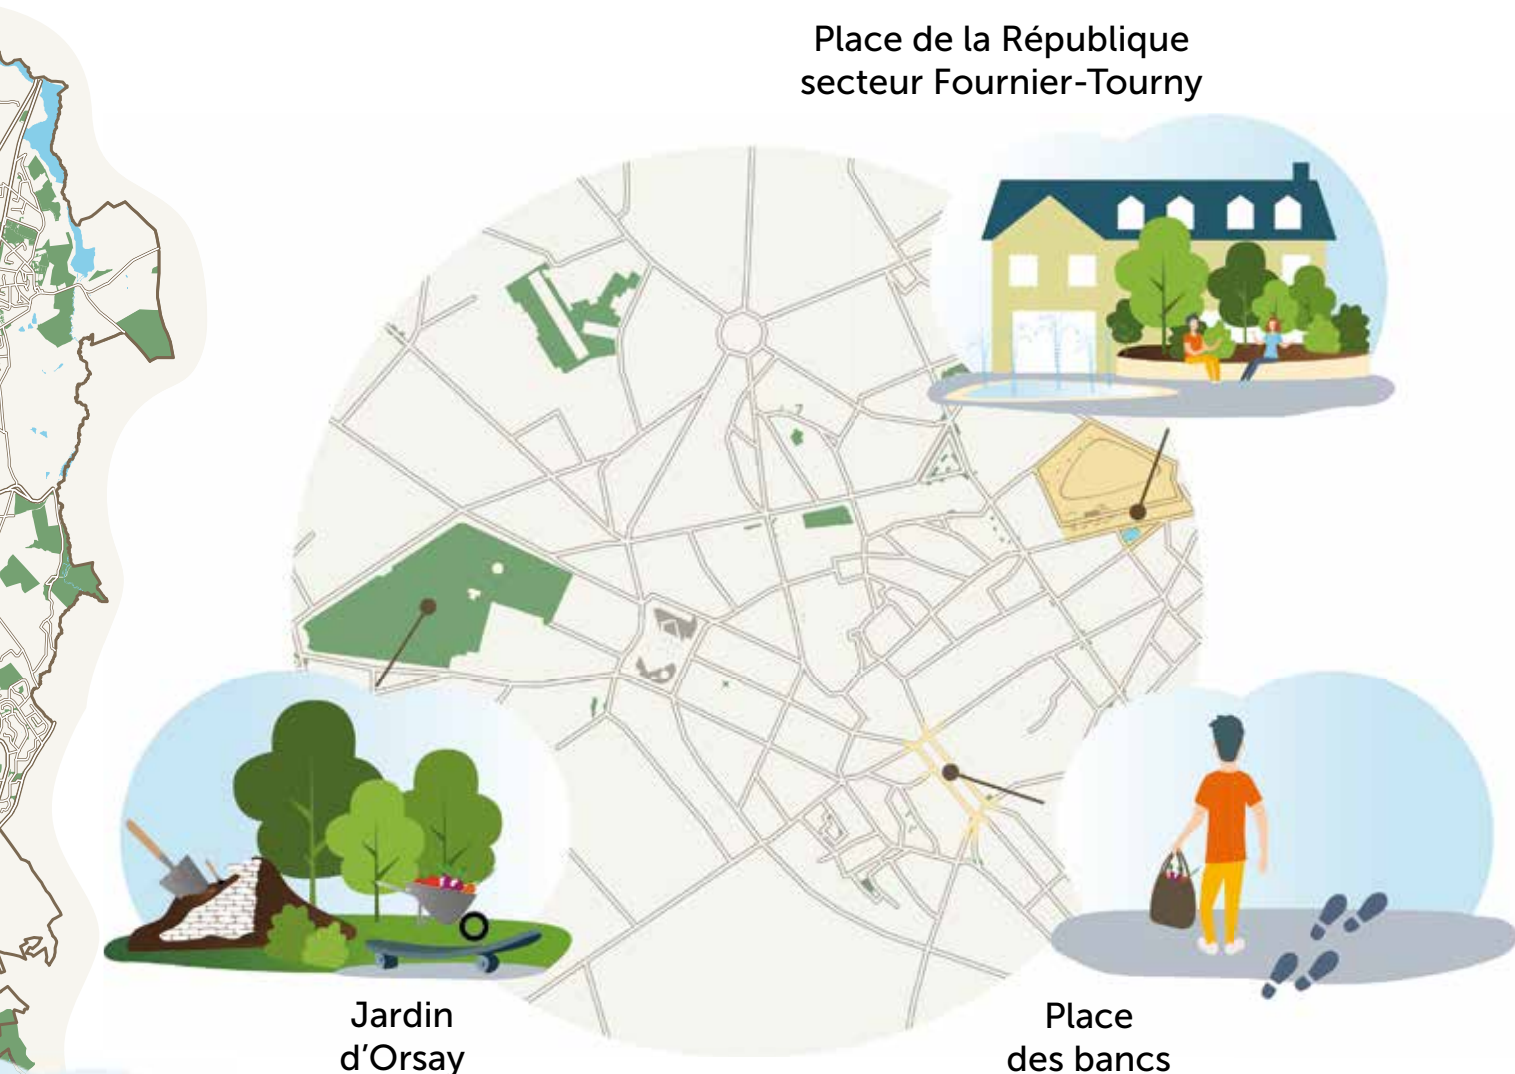 Place de la République
secteur Fournier-Tourny
Jardin
d'Orsay
Place
des bancs